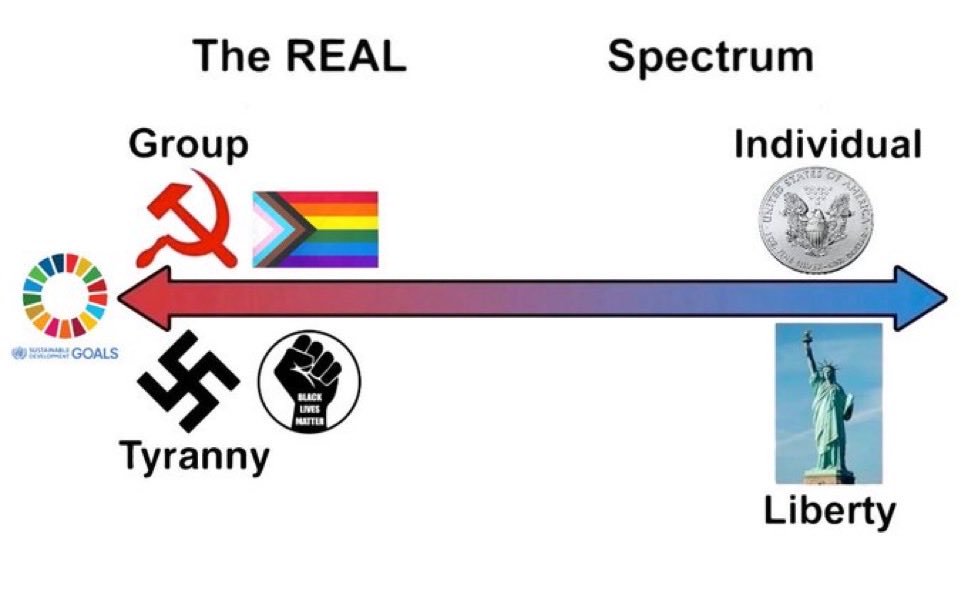 The REAL Spectrum
Group
Individual
UNITED STATES OF AMERICA
SUSTAINABLE
DEVELOPMENT GOALS
BLACK
LIVES
MATTER
Tyranny
Liberty